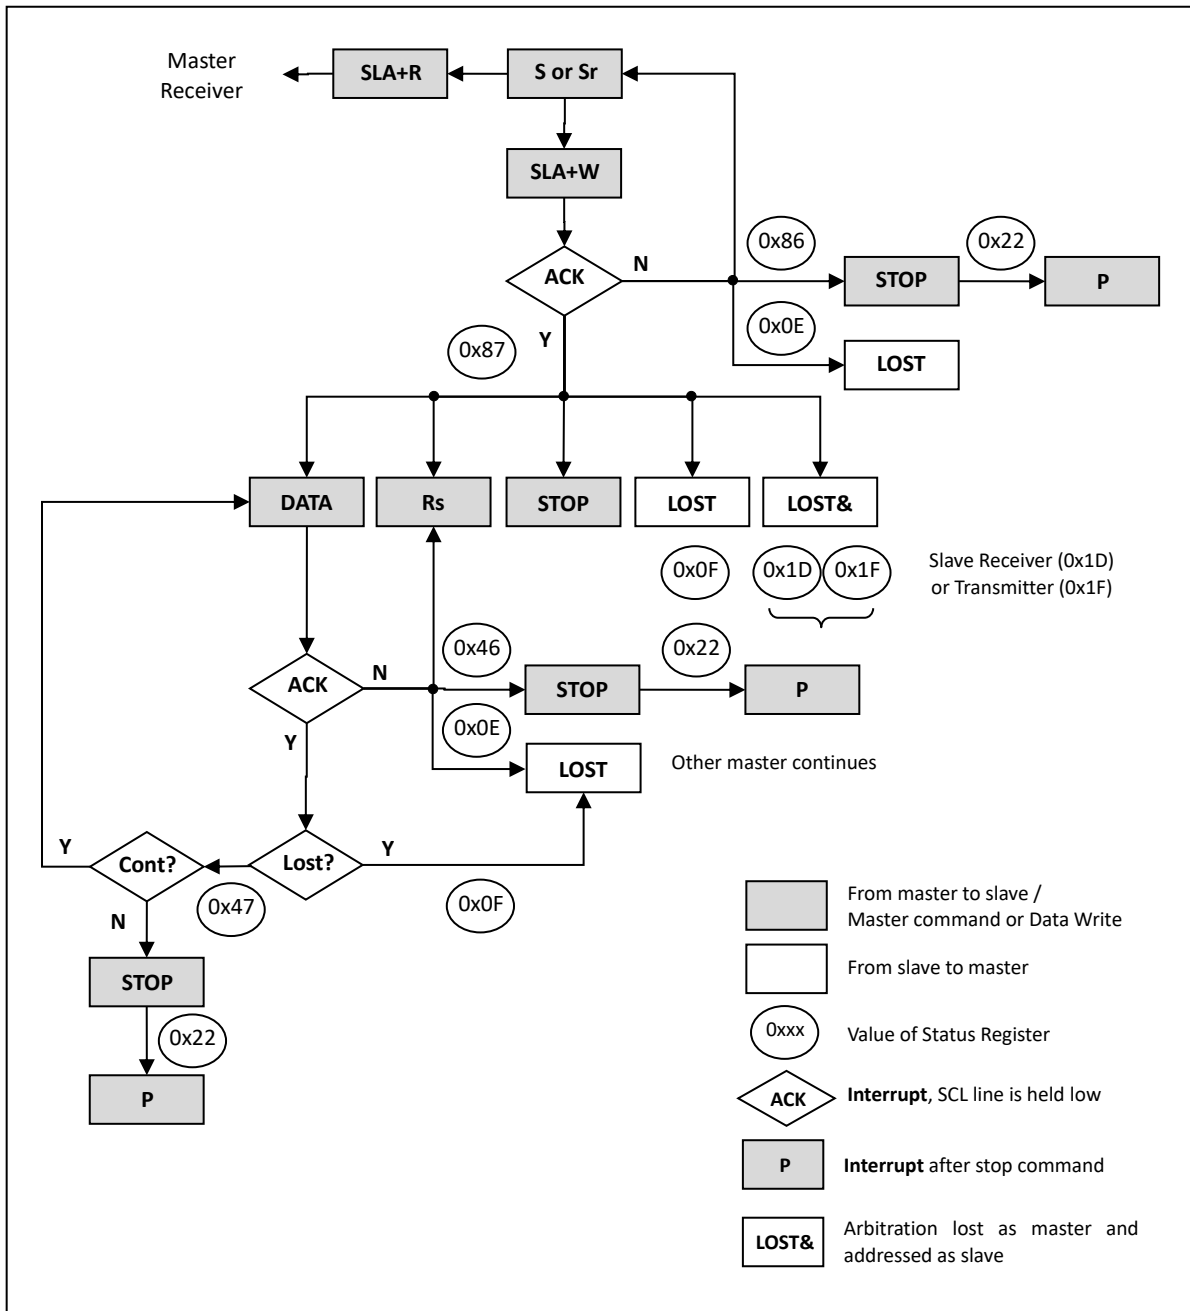 Master
Receiver
SLA+R
S or Sr
SLA+W
0x86
0x22
ACK
N
STOP
P
0x0E
Y
0x87
LOST
DATA
Rs
STOP
LOST
LOST&
0x0F
0x1D
0x1F
Slave Receiver (0x1D)
or Transmitter (0x1F)
0x46
0x22
ACK
N
STOP
P
0x0E
Y
LOST
Other master continues
Y
Cont?
Lost?
Y
0x47
0x0F
N
STOP
0x22
P
From master to slave /
Master command or Data Write
From slave to master
0xxx
Value of Status Register
ACK
Interrupt, SCL line is held low
P
Interrupt after stop command
LOST&
Arbitration lost as master and
addressed as slave